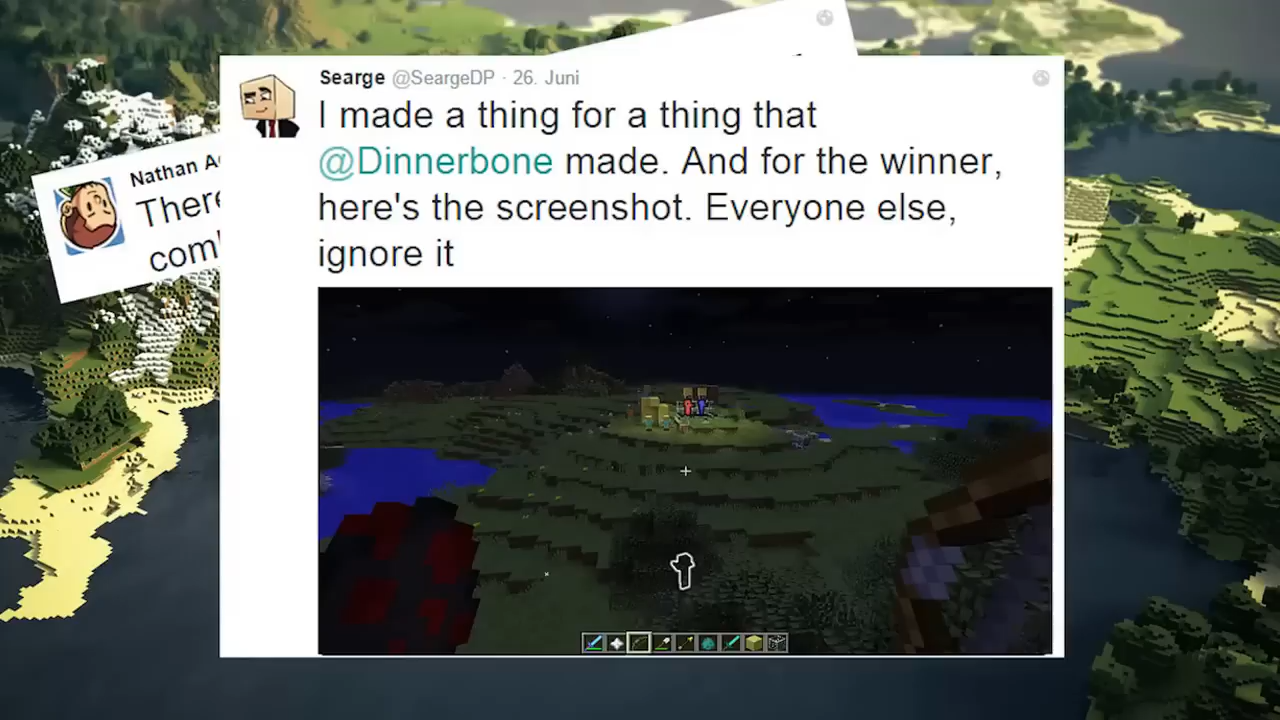 Searge @SeargeDP · 26. Juni
I made a thing for a thing that
@Dinnerbone made. And for the winner,
here's the screenshot. Everyone else,
ignore it
Nathan
There